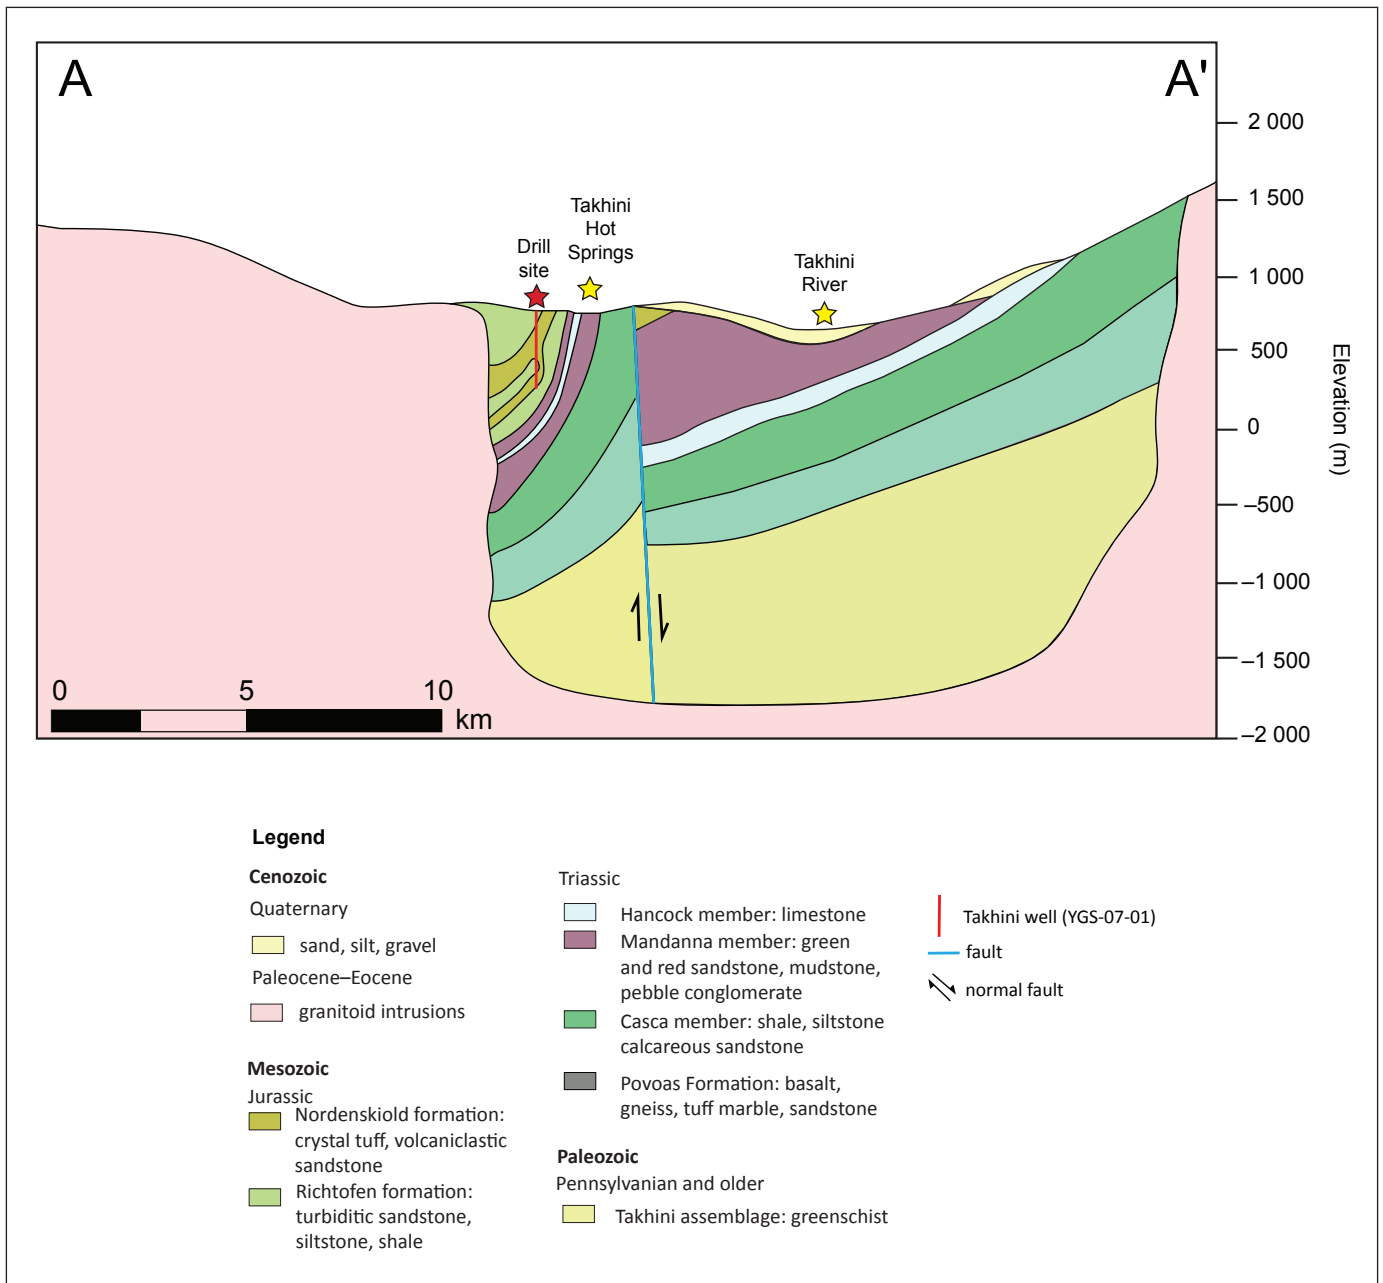 A
A'
2 000
1 500
1 000
500
0
–500
–1 000
–1 500
–2 000
Elevation (m)
Takhini
Hot
Springs
Drill
site
Takhini
River
0
5
10
km
Legend
Cenozoic
Quaternary
sand, silt, gravel
Paleocene–Eocene
granitoid intrusions
Mesozoic
Jurassic
Nordenskiold formation:
crystal tuff, volcaniclastic
sandstone
Richtofen formation:
turbiditic sandstone,
siltstone, shale
Triassic
Hancock member: limestone
Mandanna member: green
and red sandstone, mudstone,
pebble conglomerate
Casca member: shale, siltstone
calcareous sandstone
Povoas Formation: basalt,
gneiss, tuff marble, sandstone
Paleozoic
Pennsylvanian and older
Takhini assemblage: greenschist
Takhini well (YGS-07-01)
fault
normal fault